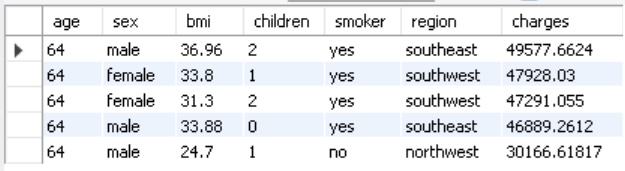 age sex bmi children smoker region charges
64 male 36.96 2 yes southeast 49577.6624
64 female 33.8 1 yes southwest 47928.03
64 female 31.3 2 yes southwest 47291.055
64 male 33.88 0 yes southeast 46889.2612
64 male 24.7 1 no northwest 30166.61817